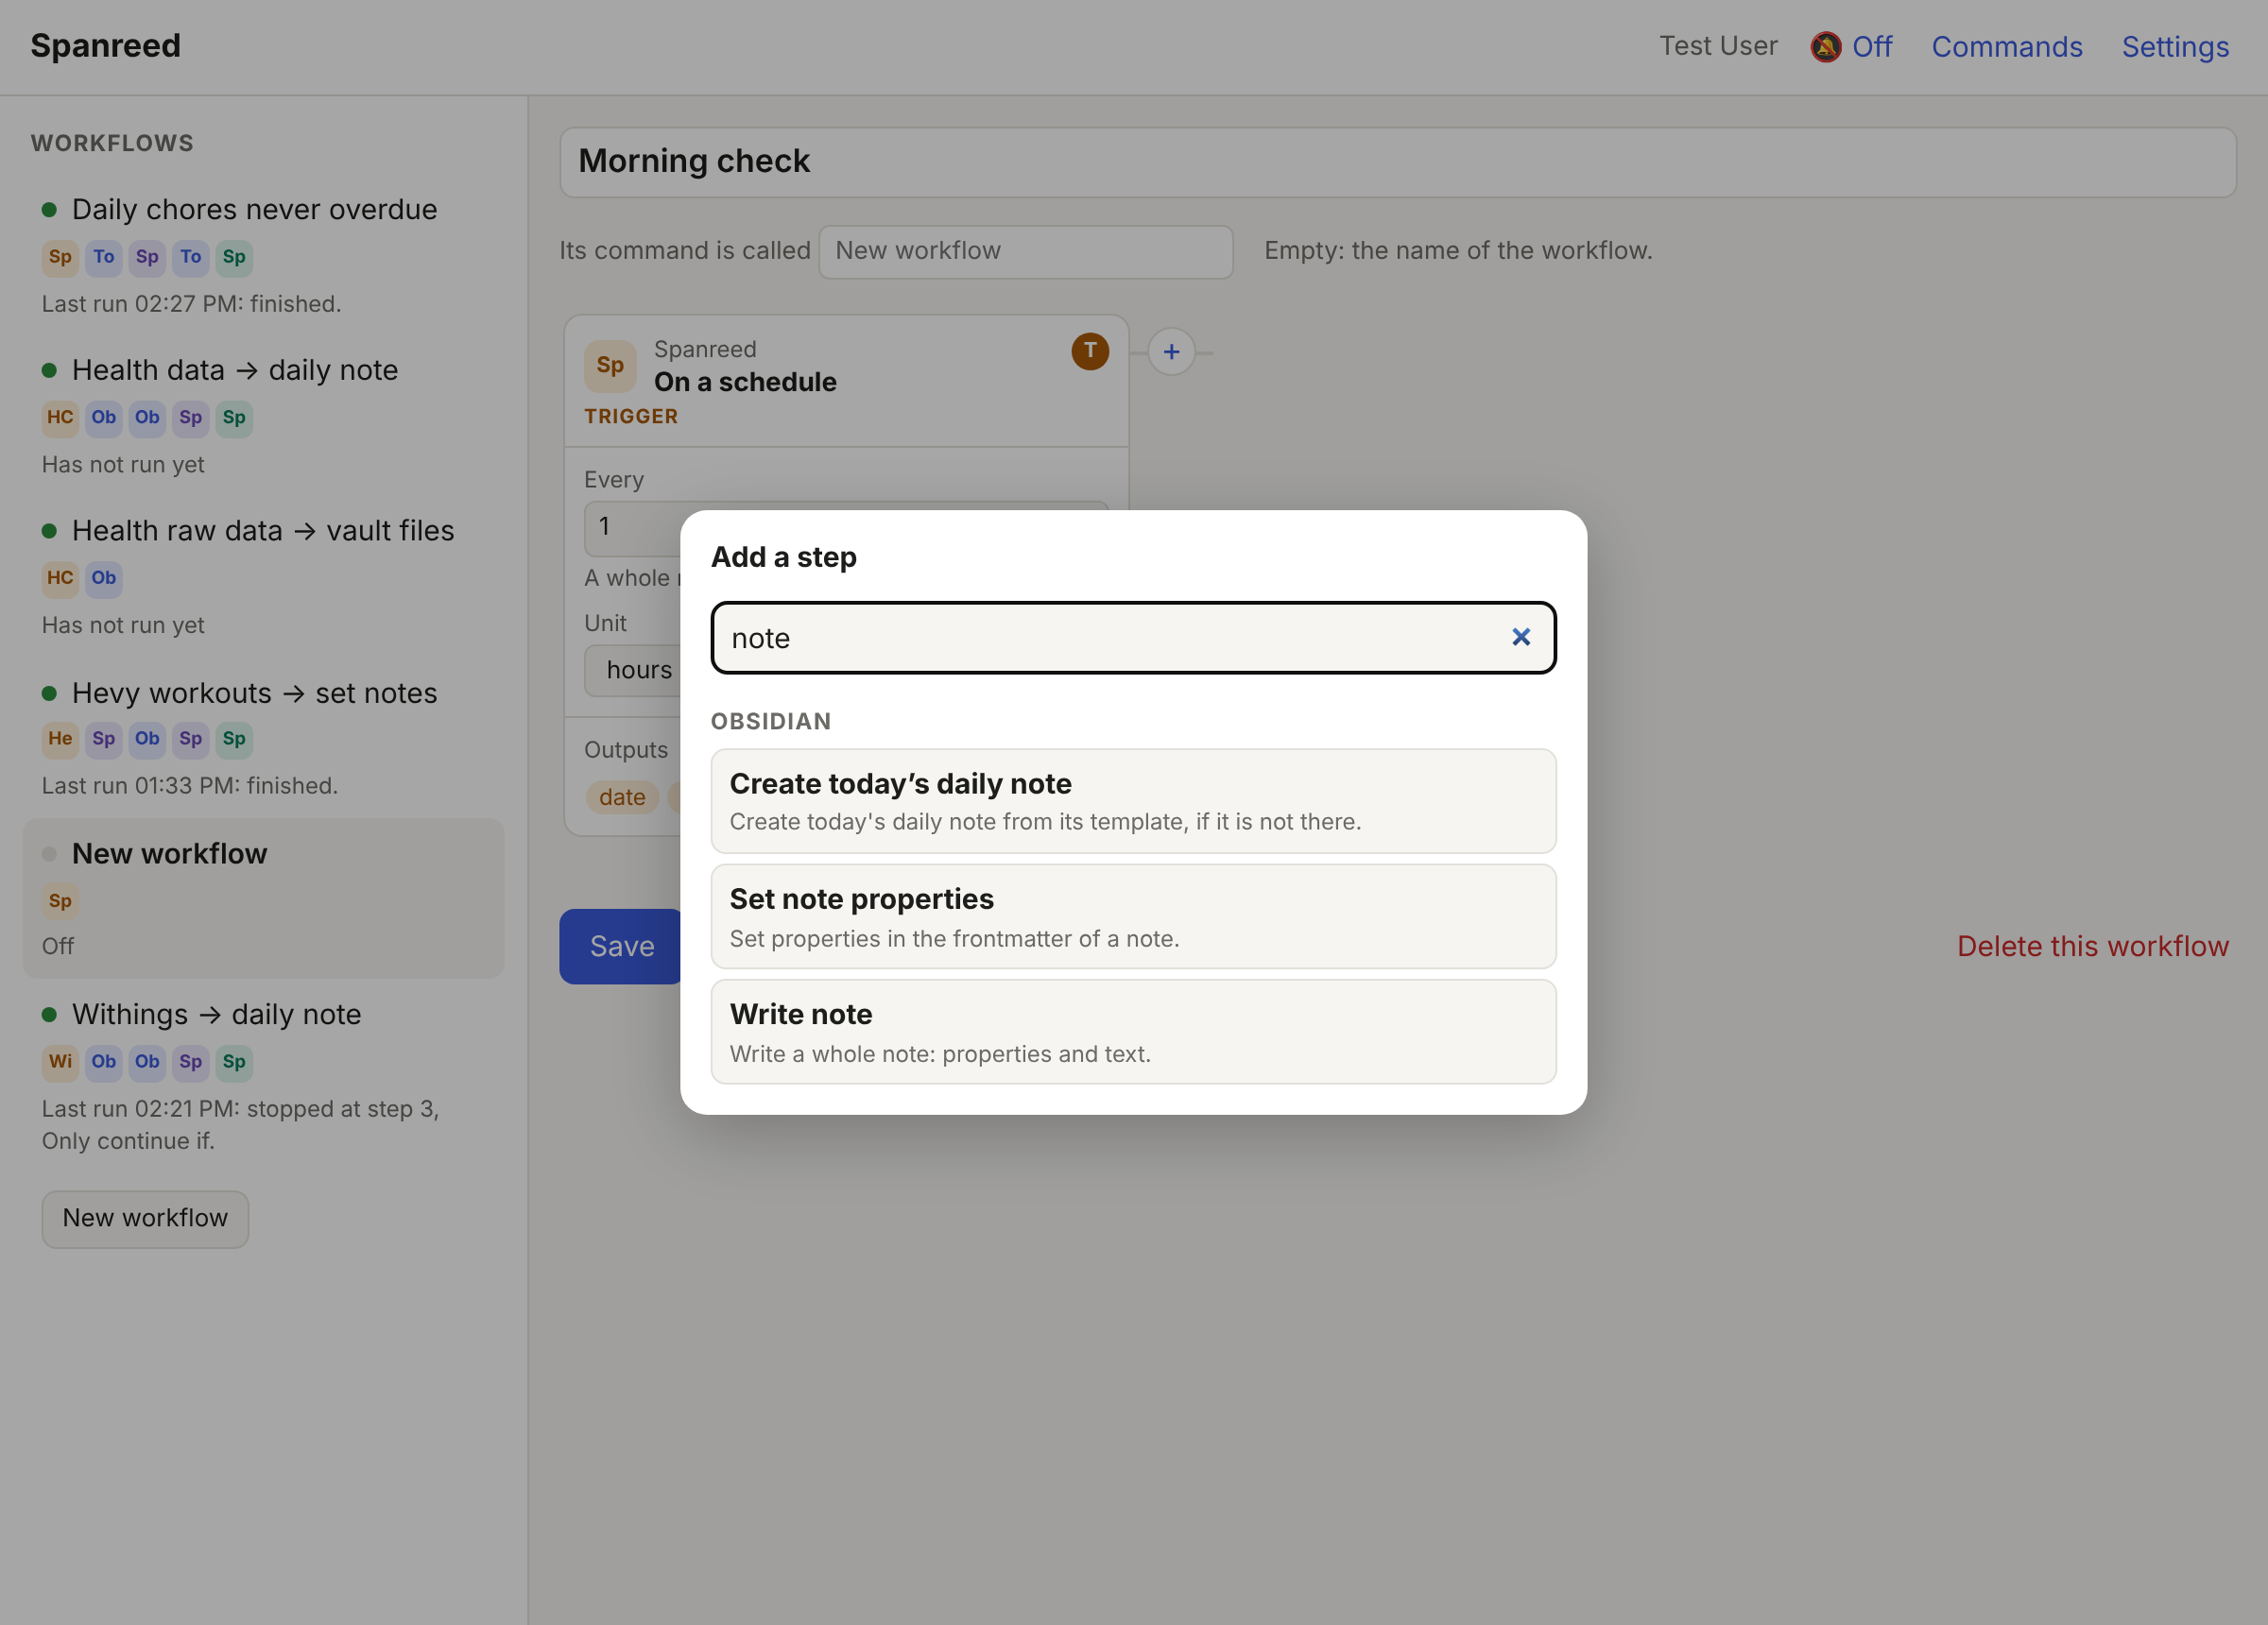 Spanreed
Test User
Off
Commands
Settings
WORKFLOWS
Daily chores never overdue
Sp To Sp To Sp
Last run 02:27 PM: finished.
Health data → daily note
HC Ob Ob Sp Sp
Has not run yet
Health raw data → vault files
HC Ob
Has not run yet
Hevy workouts → set notes
He Sp Ob Sp Sp
Last run 01:33 PM: finished.
New workflow
Sp
Off
Withings → daily note
Wi Ob Ob Sp Sp
Last run 02:21 PM: stopped at step 3,
Only continue if.
New workflow
Morning check
Its command is called New workflow Empty: the name of the workflow.
Sp
Spanreed
On a schedule
T
+
TRIGGER
Every
1
A whole
Unit
hours
Outputs
date
Save
Delete this workflow
Add a step
note
OBSIDIAN
Create today’s daily note
Create today's daily note from its template, if it is not there.
Set note properties
Set properties in the frontmatter of a note.
Write note
Write a whole note: properties and text.